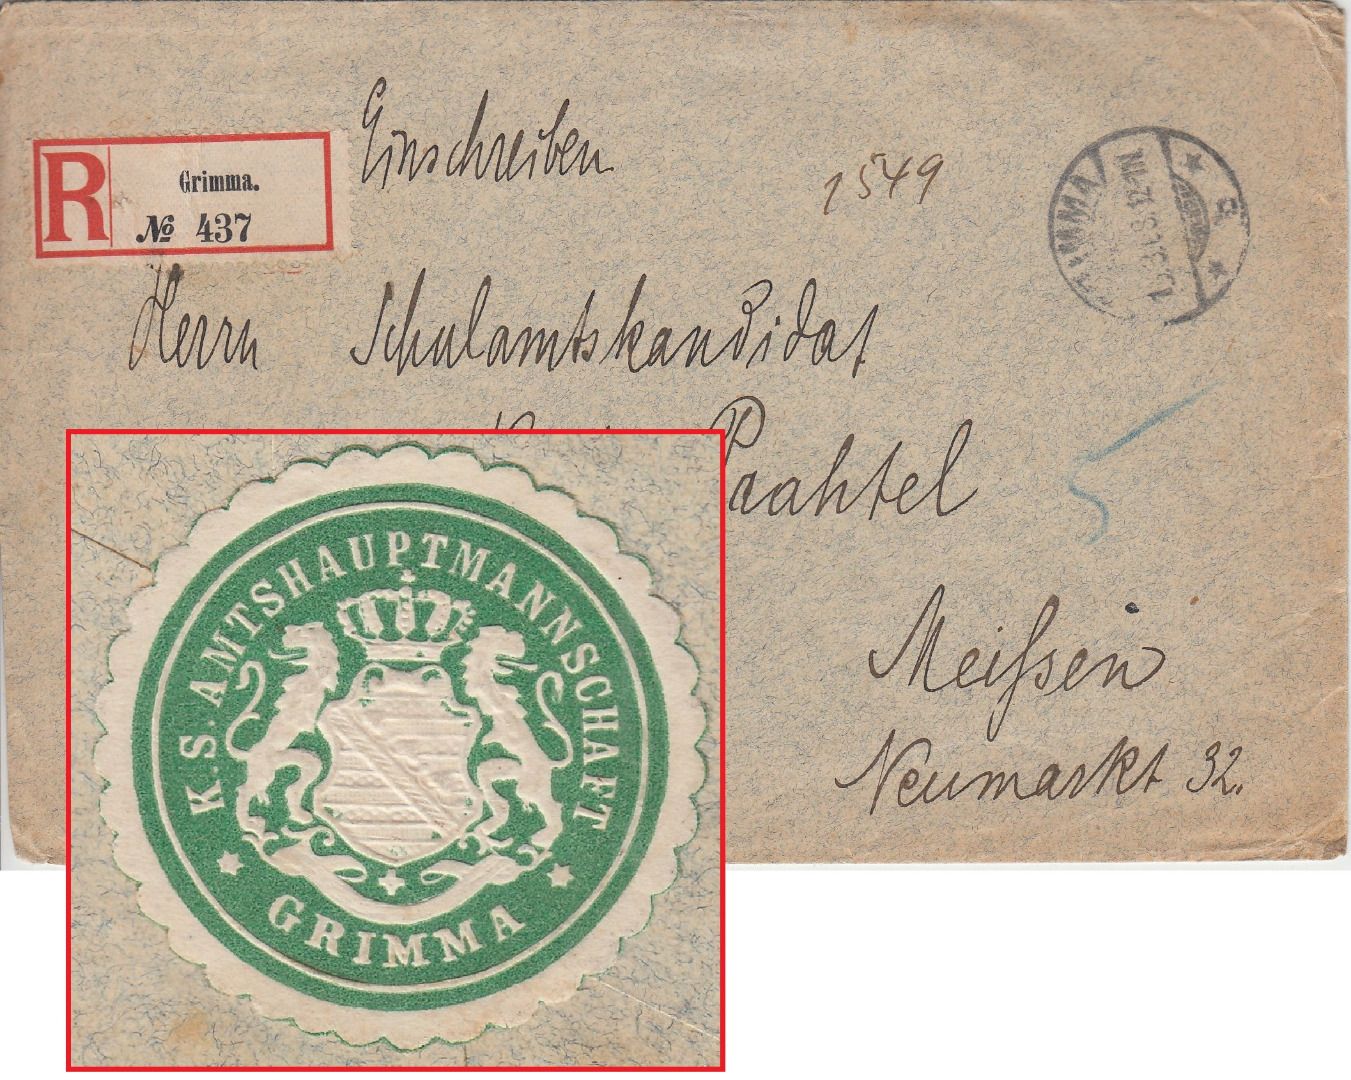 Einschreiben
1549
R
Grimma.
№ 437
GRIMMA
Herrn Schulamtskandidat
Paahtel
Meißen
Neumarkt 32.
K. S. AMTSHAUPTMANNSCHAFT
GRIMMA